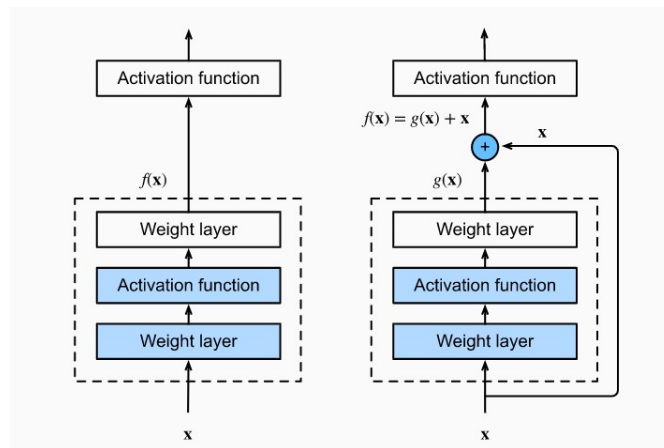 Activation function
f(x)
Weight layer
Activation function
Weight layer
x
Activation function
f(x) = g(x) + x
+
x
g(x)
Weight layer
Activation function
Weight layer
x